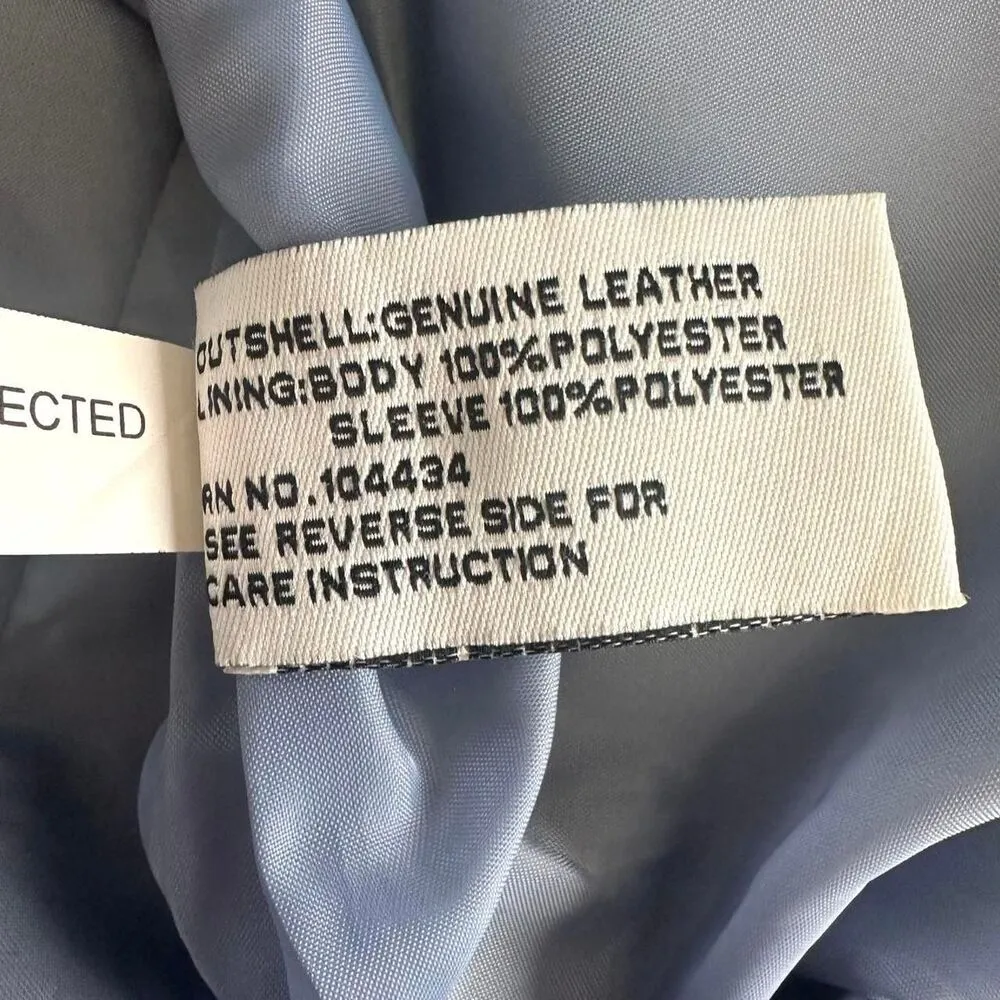 OUTSHELL:GENUINE LEATHER
LINING:BODY 100%POLYESTER
SLEEVE 100%POLYESTER
RN NO.104434
SEE REVERSE SIDE FOR
CARE INSTRUCTION
ECTED